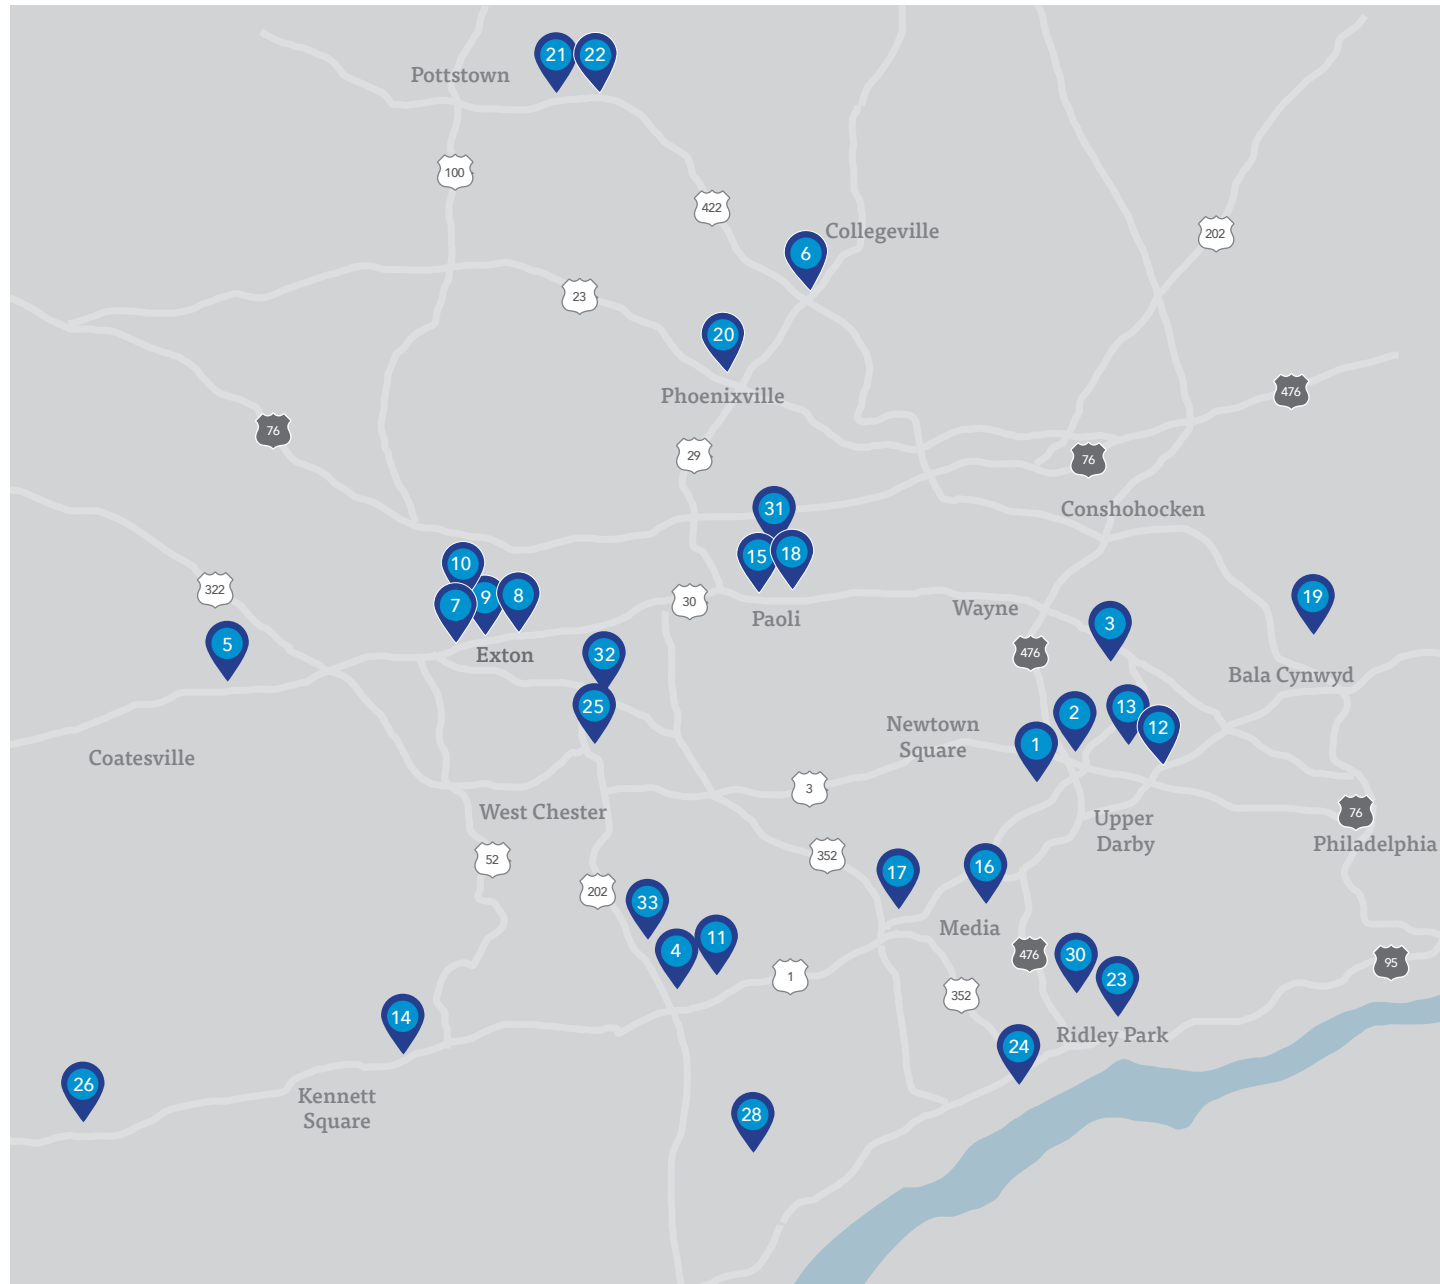 21
22
Pottstown
100
422
Collegeville
202
6
23
20
Phoenixville
476
76
29
76
31
Conshohocken
15
18
10
322
9
8
7
30
Wayne
19
Paoli
3
5
Exton
32
476
Bala Cynwyd
25
2
13
12
Newtown
Square
1
Coatesville
3
West Chester
76
Upper
Darby
Philadelphia
52
352
17
16
202
33
Media
11
4
476
30
95
1
23
352
14
Ridley Park
24
26
Kennett
Square
28